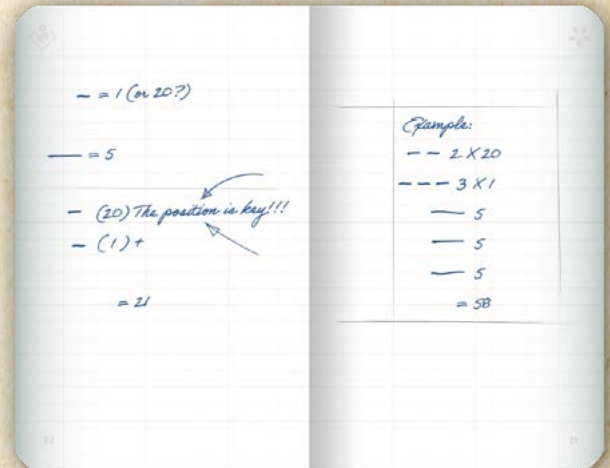 – = 1 (or 20?)
— = 5
– (20) The position is key!!!
– (1) +
= 21
Example:
– – 2 X 20
– – – 3 X 1
— 5
— 5
— 5
= 58